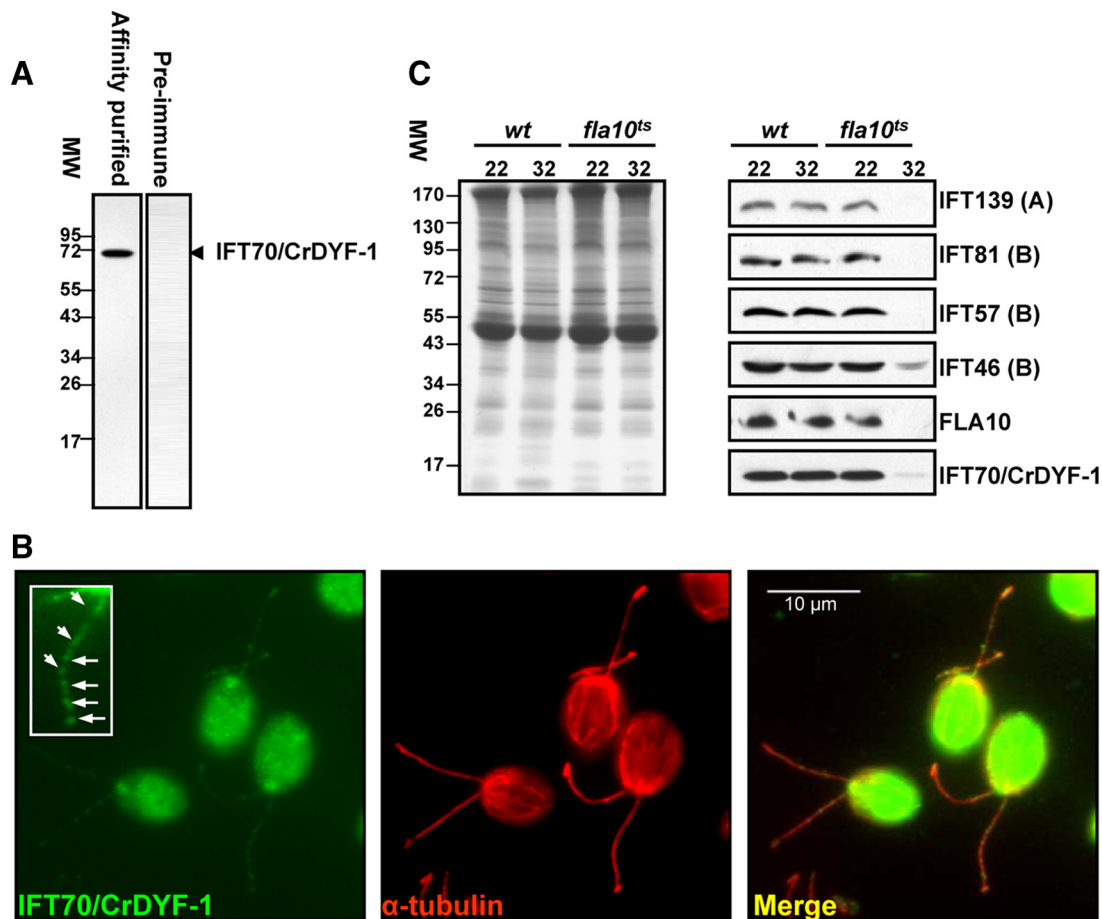 A
Affinity purified
Pre-immune
MW
95
72
55
43
34
26
17
IFT70/CrDYF-1
C
MW
wt fla10ts
22 32 22 32
170
130
95
72
55
43
34
26
17
wt fla10ts
22 32 22 32
IFT139 (A)
IFT81 (B)
IFT57 (B)
IFT46 (B)
FLA10
IFT70/CrDYF-1
B
IFT70/CrDYF-1
α-tubulin
10 µm
Merge